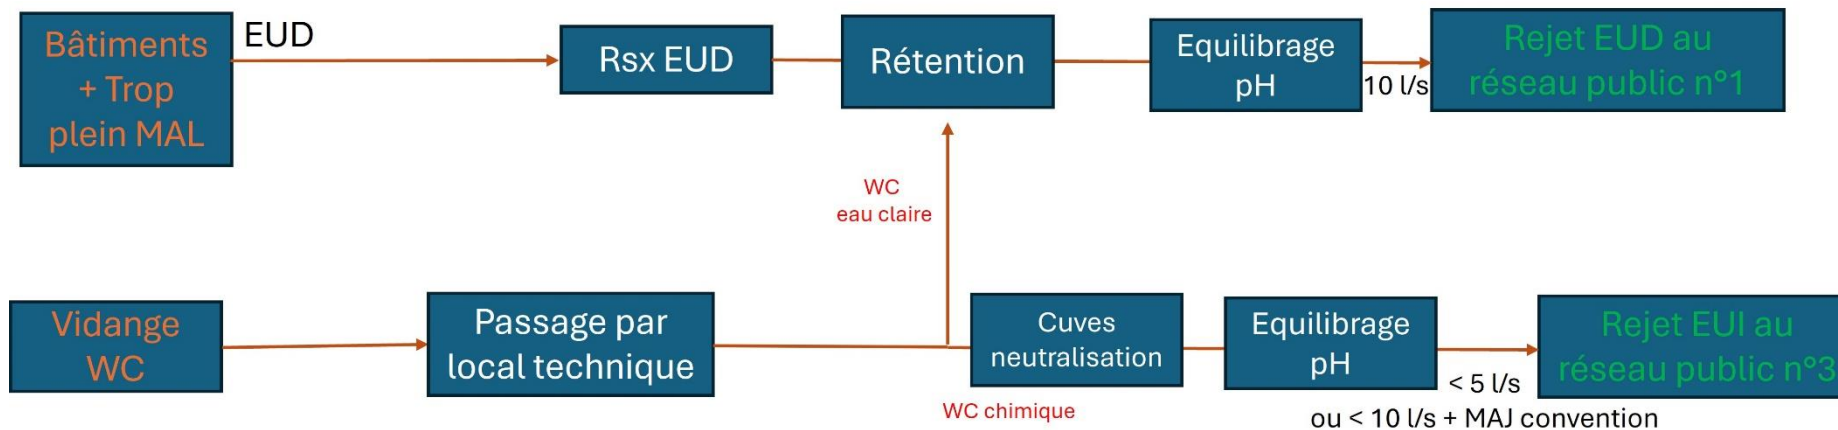 Bâtiments
+ Trop
plein MAL
EUD
Rsx EUD
Rétention
Equilibrage
pH
10 l/s
Rejet EUD au
réseau public n°1
WC
eau claire
Vidange
WC
Passage par
local technique
Cuves
neutralisation
WC chimique
Equilibrage
pH
< 5 l/s
ou < 10 l/s + MAJ convention
Rejet EUI au
réseau public n°3